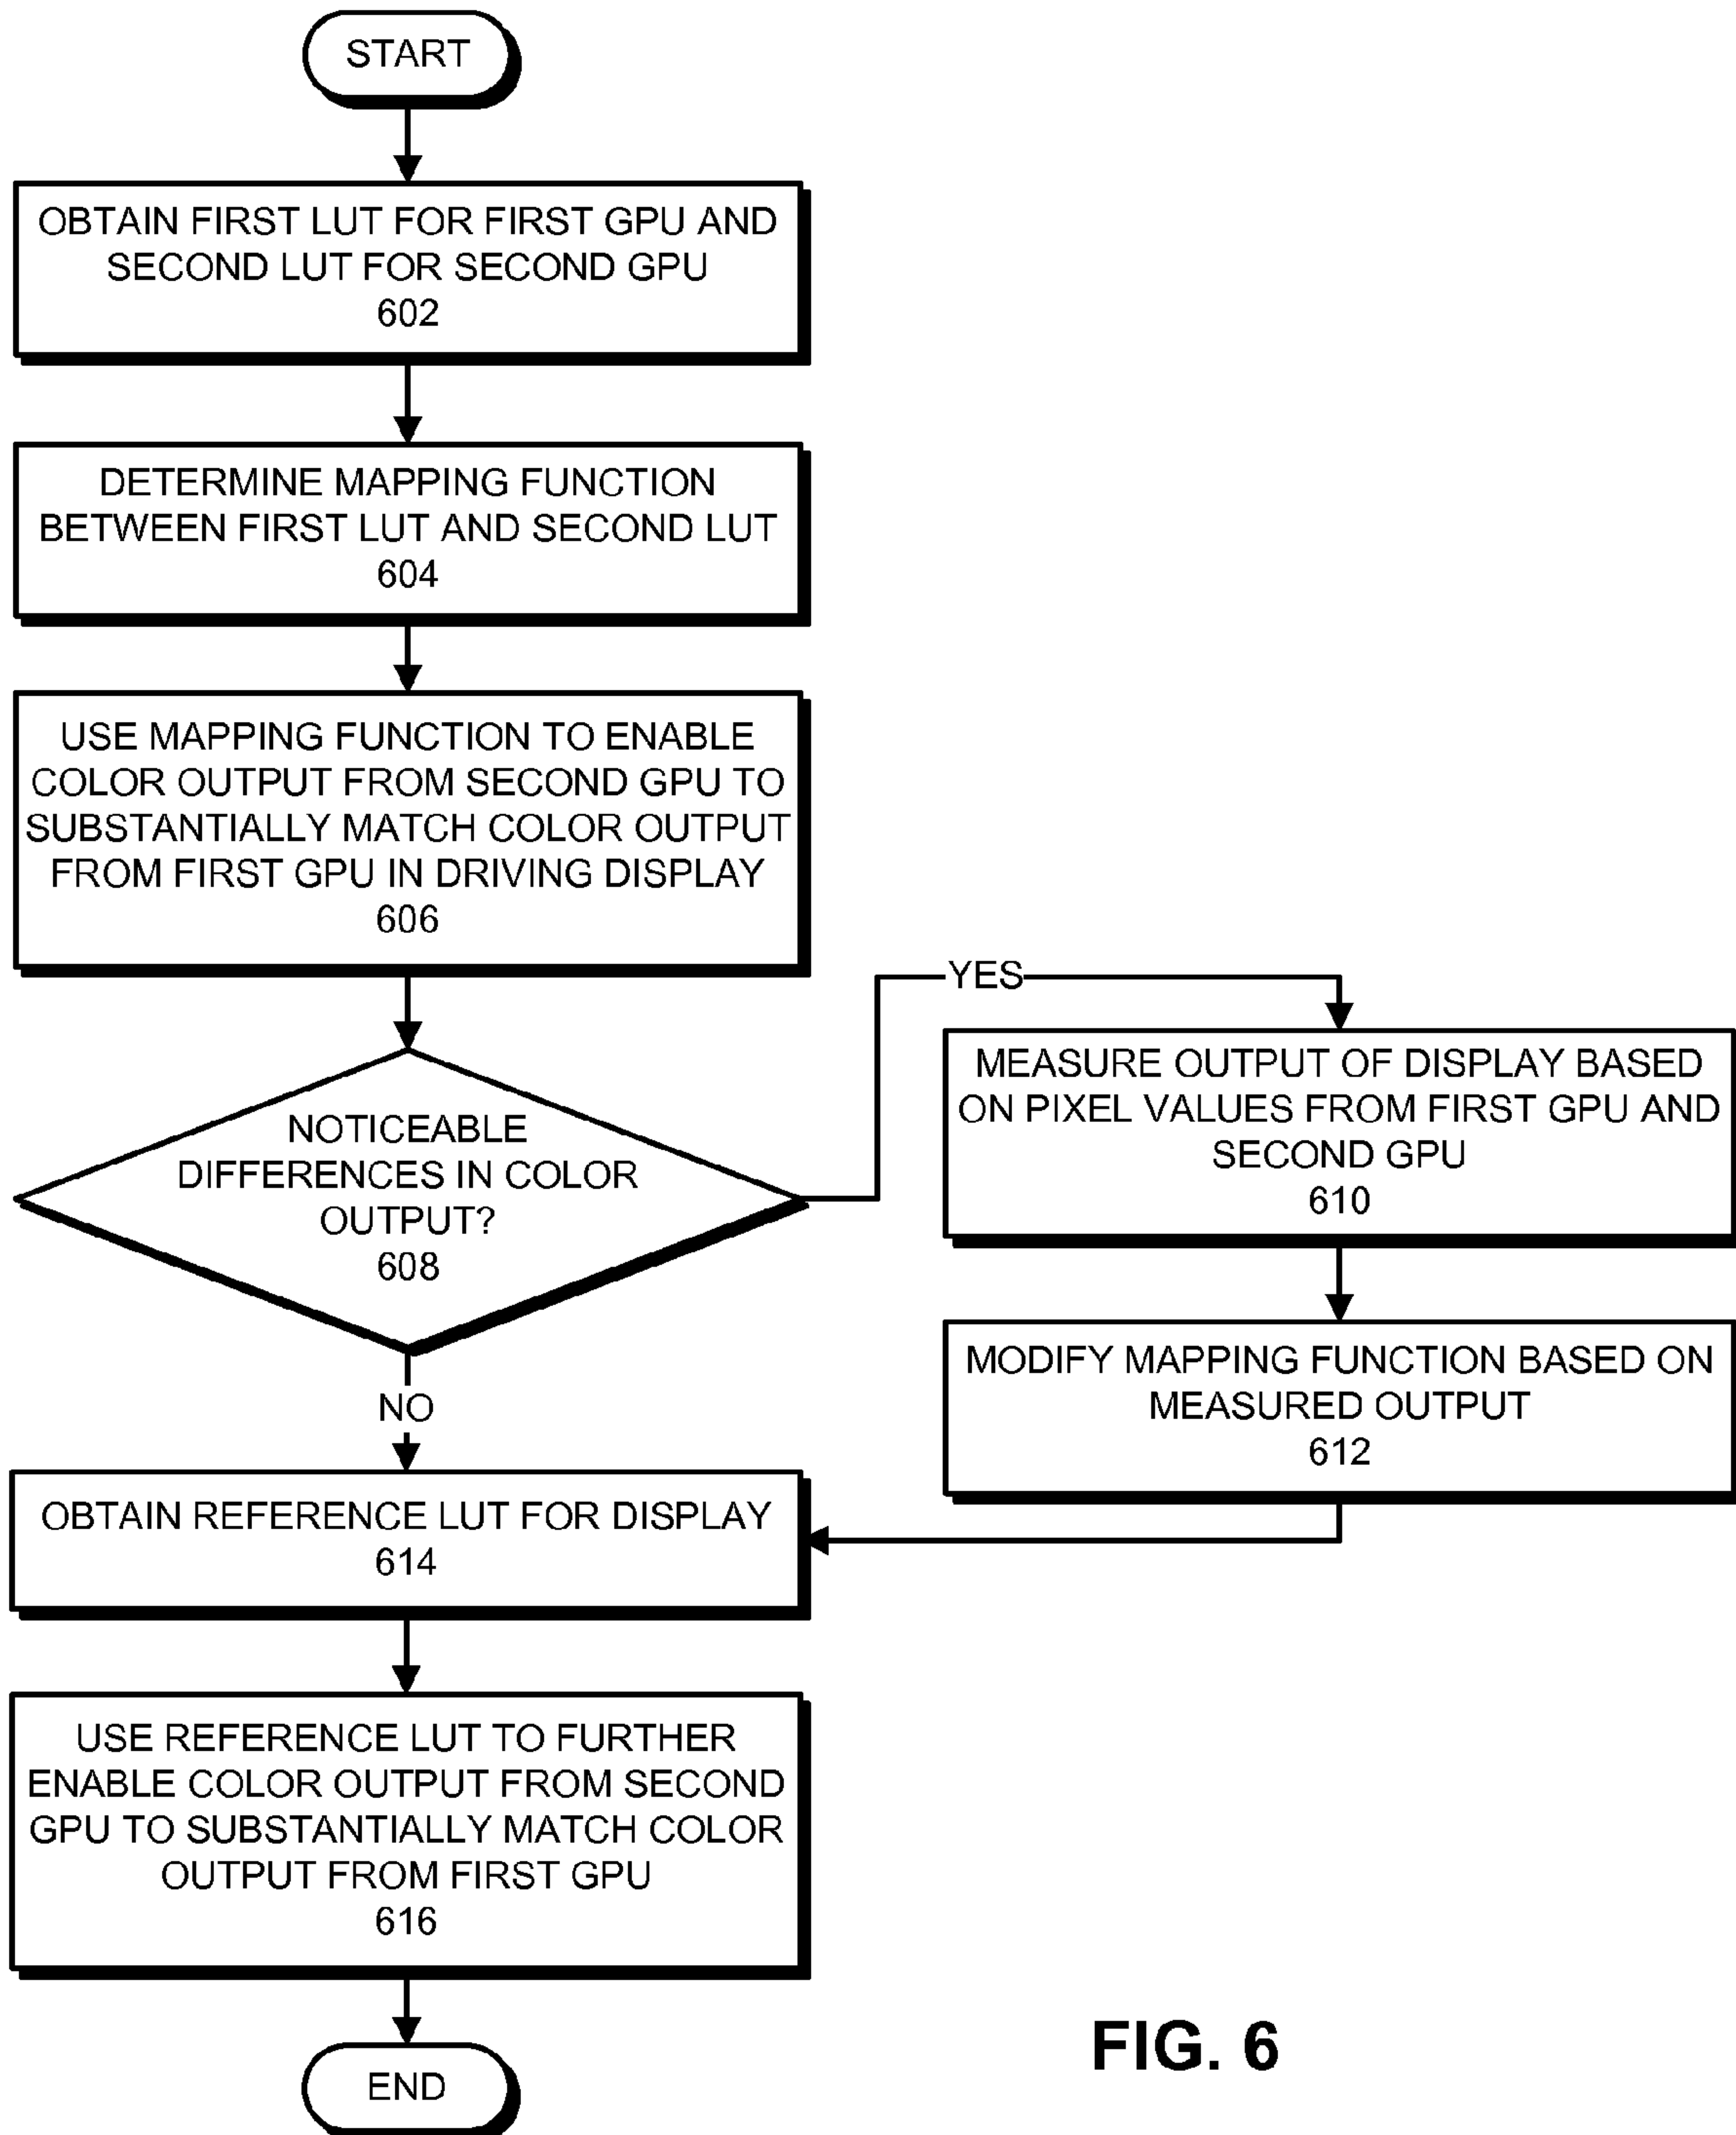 START
OBTAIN FIRST LUT FOR FIRST GPU AND
SECOND LUT FOR SECOND GPU
602
DETERMINE MAPPING FUNCTION
BETWEEN FIRST LUT AND SECOND LUT
604
USE MAPPING FUNCTION TO ENABLE
COLOR OUTPUT FROM SECOND GPU TO
SUBSTANTIALLY MATCH COLOR OUTPUT
FROM FIRST GPU IN DRIVING DISPLAY
606
NOTICEABLE
DIFFERENCES IN COLOR
OUTPUT?
608
YES
MEASURE OUTPUT OF DISPLAY BASED
ON PIXEL VALUES FROM FIRST GPU AND
SECOND GPU
610
MODIFY MAPPING FUNCTION BASED ON
MEASURED OUTPUT
612
NO
OBTAIN REFERENCE LUT FOR DISPLAY
614
USE REFERENCE LUT TO FURTHER
ENABLE COLOR OUTPUT FROM SECOND
GPU TO SUBSTANTIALLY MATCH COLOR
OUTPUT FROM FIRST GPU
616
END
FIG. 6